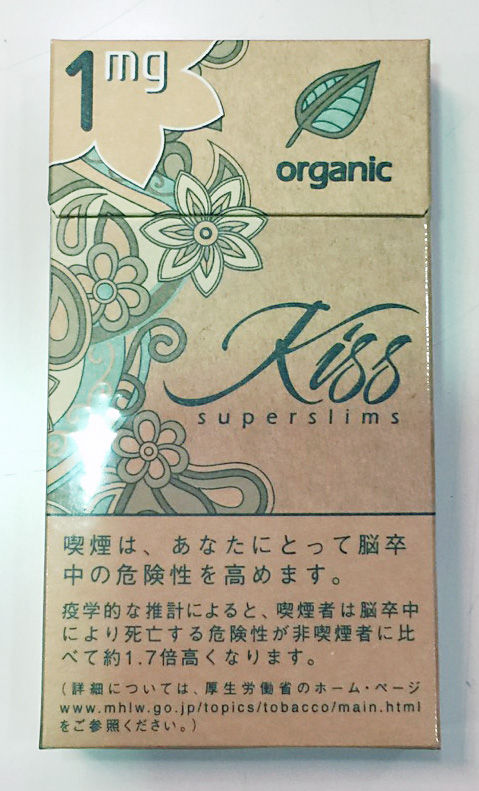 1mg
organic
Kiss
superslims
喫煙は、あなたにとって脳卒
中の危険性を高めます。
疫学的な推計によると、喫煙者は脳卒中
により死亡する危険性が非喫煙者に比
べて約1.7倍高くなります。
(詳細については、厚生労働省のホーム・ページ
www.mhlw.go.jp/topics/tobacco/main.html
をご参照ください。)